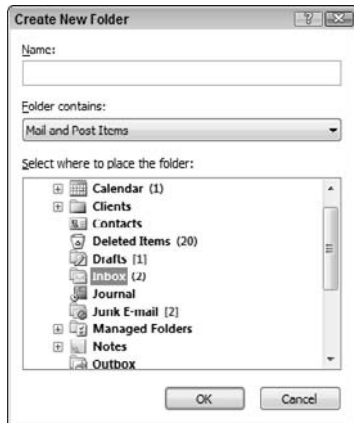 Create New Folder
Name:
Folder contains:
Mail and Post Items
Select where to place the folder:
Calendar (1)
Clients
Contacts
Deleted Items (20)
Drafts [1]
Inbox (2)
Journal
Junk E-mail [2]
Managed Folders
Notes
Outbox
OK Cancel